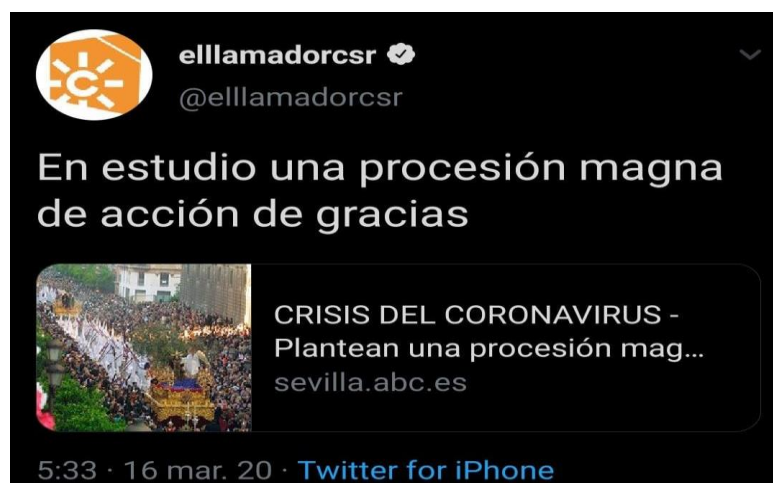 elllamadorcsr
@elllamadorcsr
En estudio una procesión magna
de acción de gracias
CRISIS DEL CORONAVIRUS -
Plantean una procesión mag...
sevilla.abc.es
5:33 · 16 mar. 20 · Twitter for iPhone